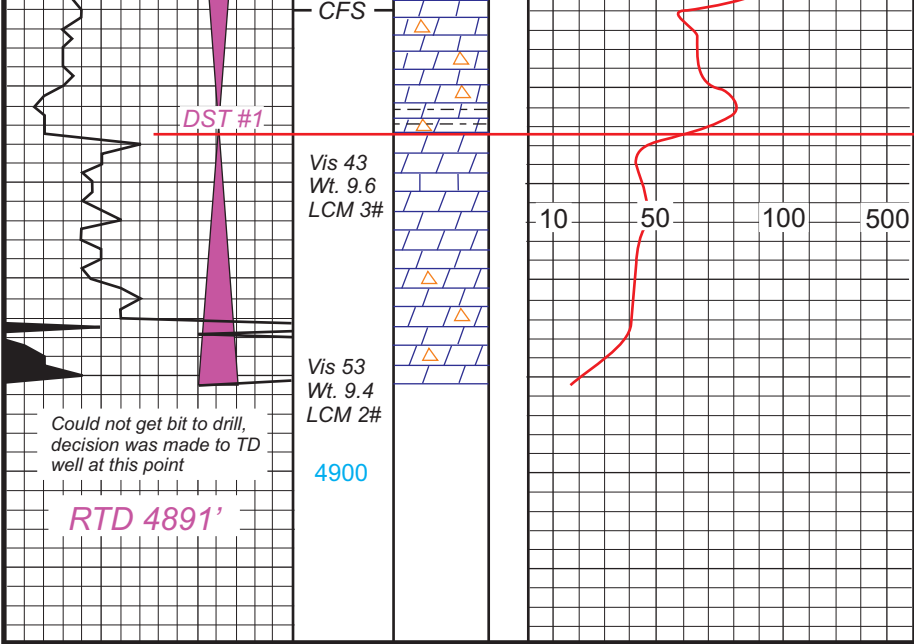 CFS
DST #1
Vis 43
Wt. 9.6
LCM 3#
10 50 100 500
Vis 53
Wt. 9.4
LCM 2#
Could not get bit to drill,
decision was made to TD
well at this point
4900
RTD 4891’